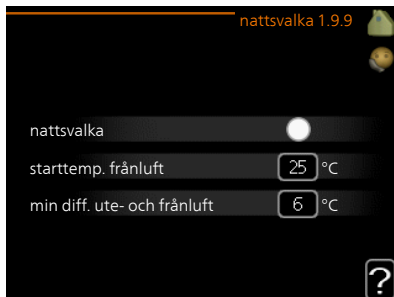 nattsvalka 1.9.9
nattsvalka
starttemp. frånluft 25 °C
min diff. ute- och frånluft 6 °C
?